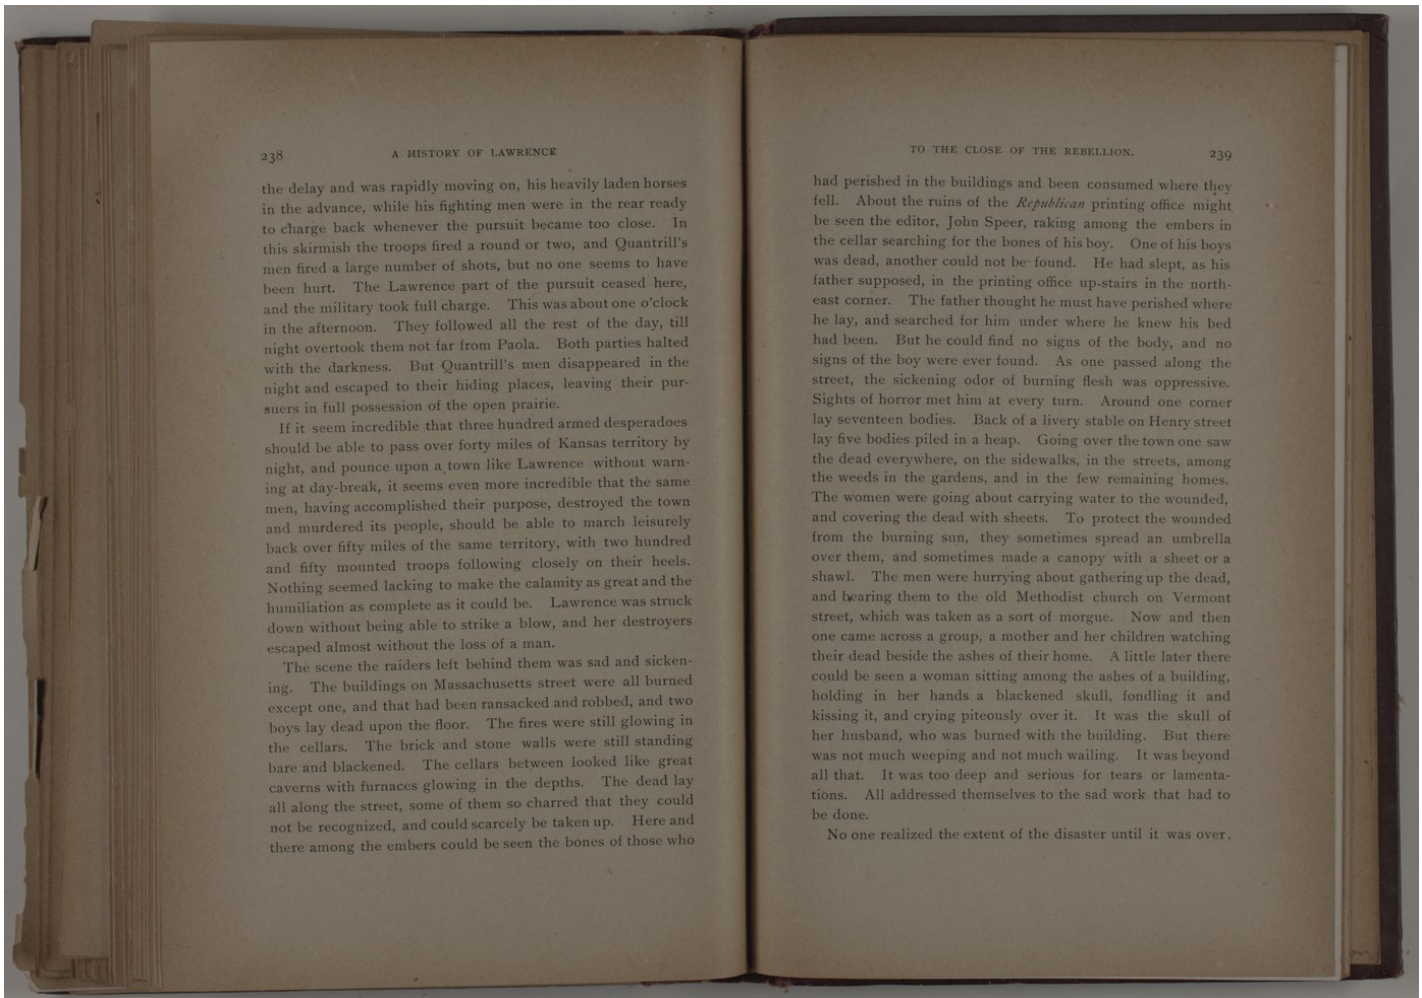 238
A HISTORY OF LAWRENCE
the delay and was rapidly moving on, his heavily laden horses
in the advance, while his fighting men were in the rear ready
to charge back whenever the pursuit became too close. In
this skirmish the troops fired a round or two, and Quantrill's
men fired a large number of shots, but no one seems to have
been hurt. The Lawrence part of the pursuit ceased here,
and the military took full charge. This was about one o'clock
in the afternoon. They followed all the rest of the day, till
night overtook them not far from Paola. Both parties halted
with the darkness. But Quantrill's men disappeared in the
night and escaped to their hiding places, leaving their pur-
suers in full possession of the open prairie.
If it seem incredible that three hundred armed desperadoes
should be able to pass over forty miles of Kansas territory by
night, and pounce upon a town like Lawrence without warn-
ing at day-break, it seems even more incredible that the same
men, having accomplished their purpose, destroyed the town
and murdered its people, should be able to march leisurely
back over fifty miles of the same territory, with two hundred
and fifty mounted troops following closely on their heels.
Nothing seemed lacking to make the calamity as great and the
humiliation as complete as it could be. Lawrence was struck
down without being able to strike a blow, and her destroyers
escaped almost without the loss of a man.
The scene the raiders left behind them was sad and sicken-
ing. The buildings on Massachusetts street were all burned
except one, and that had been ransacked and robbed, and two
boys lay dead upon the floor. The fires were still glowing in
the cellars. The brick and stone walls were still standing
bare and blackened. The cellars between looked like great
caverns with furnaces glowing in the depths. The dead lay
all along the street, some of them so charred that they could
not be recognized, and could scarcely be taken up. Here and
there among the embers could be seen the bones of those who
TO THE CLOSE OF THE REBELLION.
239
had perished in the buildings and been consumed where they
fell. About the ruins of the Republican printing office might
be seen the editor, John Speer, raking among the embers in
the cellar searching for the bones of his boy. One of his boys
was dead, another could not be found. He had slept, as his
father supposed, in the printing office up-stairs in the north-
east corner. The father thought he must have perished where
he lay, and searched for him under where he knew his bed
had been. But he could find no signs of the body, and no
signs of the boy were ever found. As one passed along the
street, the sickening odor of burning flesh was oppressive.
Sights of horror met him at every turn. Around one corner
lay seventeen bodies. Back of a livery stable on Henry street
lay five bodies piled in a heap. Going over the town one saw
the dead everywhere, on the sidewalks, in the streets, among
the weeds in the gardens, and in the few remaining homes.
The women were going about carrying water to the wounded,
and covering the dead with sheets. To protect the wounded
from the burning sun, they sometimes spread an umbrella
over them, and sometimes made a canopy with a sheet or a
shawl. The men were hurrying about gathering up the dead,
and bearing them to the old Methodist church on Vermont
street, which was taken as a sort of morgue. Now and then
one came across a group, a mother and her children watching
their dead beside the ashes of their home. A little later there
could be seen a woman sitting among the ashes of a building,
holding in her hands a blackened skull, fondling it and
kissing it, and crying piteously over it. It was the skull of
her husband, who was burned with the building. But there
was not much weeping and not much wailing. It was beyond
all that. It was too deep and serious for tears or lamenta-
tions. All addressed themselves to the sad work that had to
be done.
No one realized the extent of the disaster until it was over.